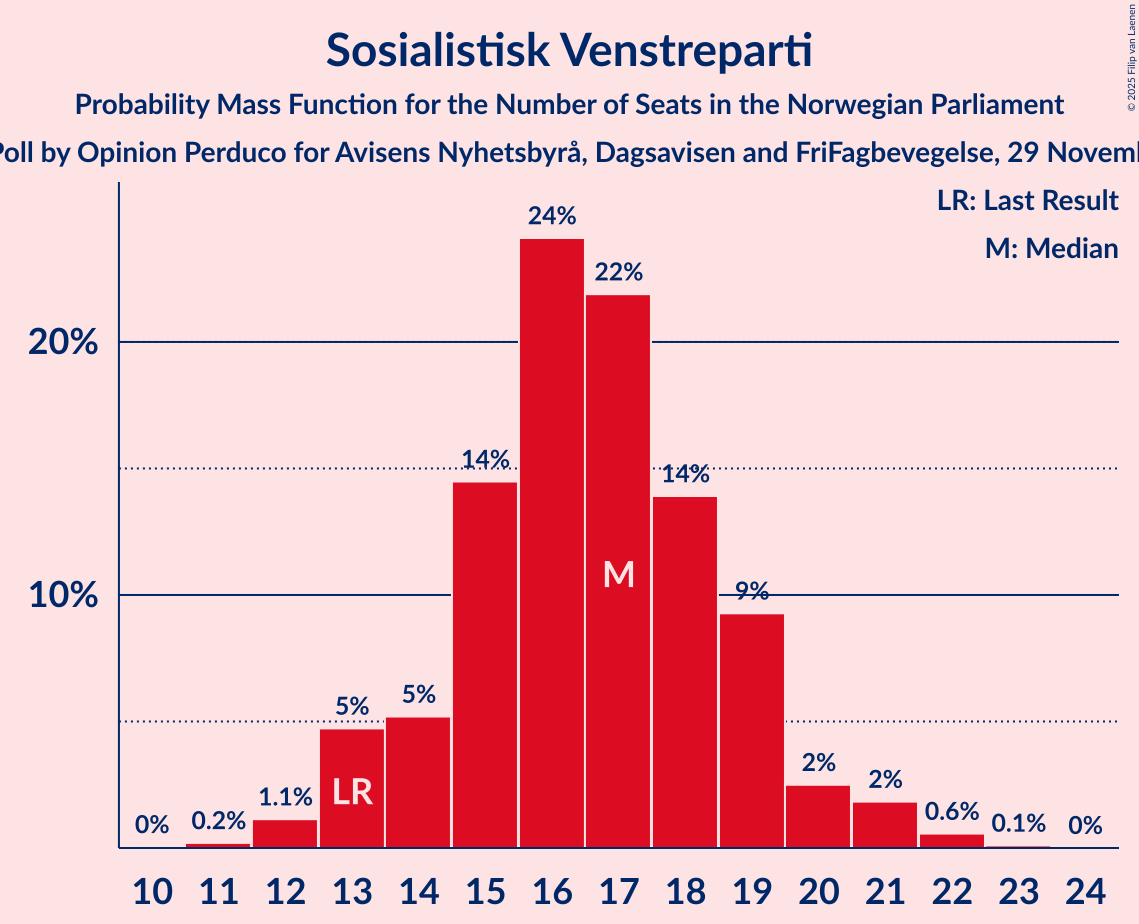 Sosialistisk Venstreparti
Probability Mass Function for the Number of Seats in the Norwegian Parliament
Poll by Opinion Perduco for Avisens Nyhetsbyrå, Dagsavisen and FriFagbevegelse, 29
© 2025 Filip van Laenen
LR: Last Result
M: Median
20%
10%
0%
0.2%
1.1%
5%
5%
14%
24%
22%
14%
9%
2%
2%
0.6%
0.1%
0%
LR
M
10 11 12 13 14 15 16 17 18 19 20 21 22 23 24